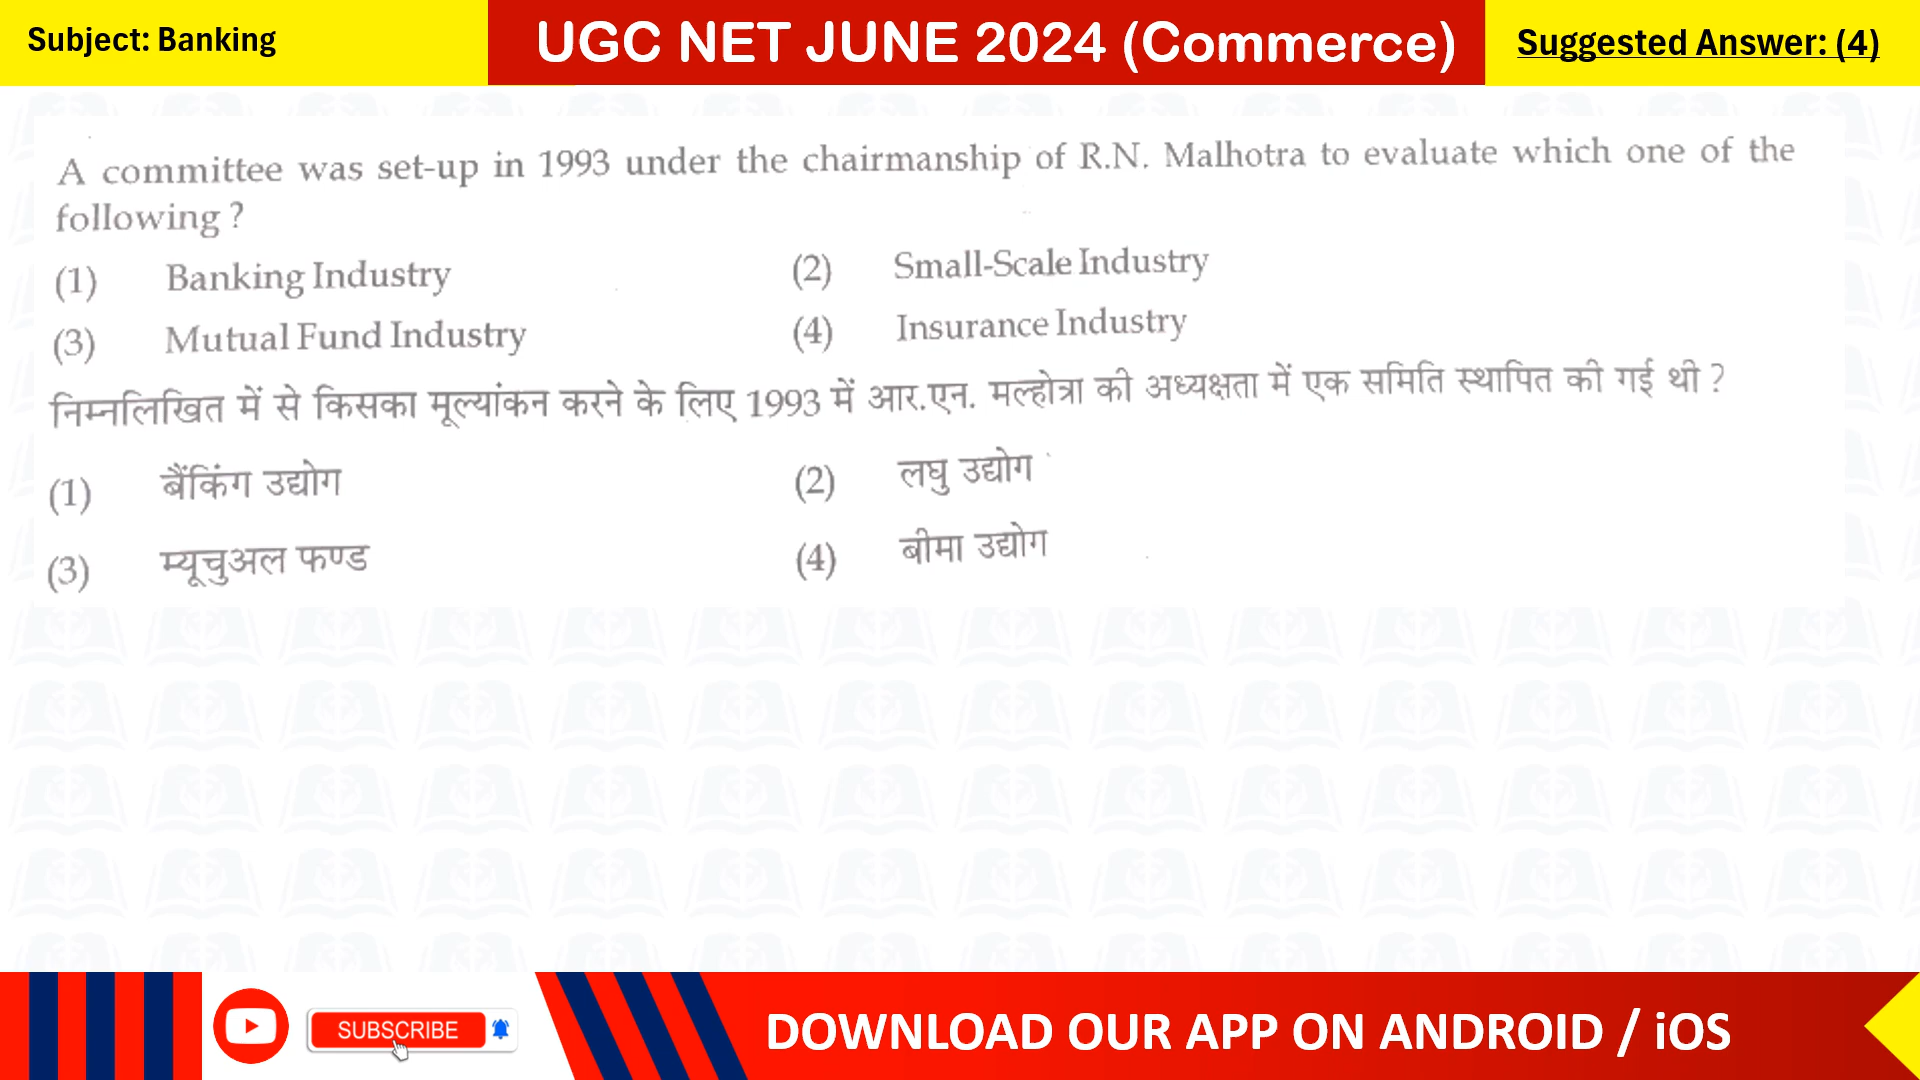 Subject: Banking
UGC NET JUNE 2024 (Commerce)
Suggested Answer: (4)
A committee was set-up in 1993 under the chairmanship of R.N. Malhotra to evaluate which one of the
following ?
(1) Banking Industry (2) Small-Scale Industry
(3) Mutual Fund Industry (4) Insurance Industry
निम्नलिखित में से किसका मूल्यांकन करने के लिए 1993 में आर.एन. मल्होत्रा की अध्यक्षता में एक समिति स्थापित की गई थी ?
(1) बैंकिंग उद्योग (2) लघु उद्योग
(3) म्यूचुअल फण्ड (4) बीमा उद्योग
SUBSCRIBE
DOWNLOAD OUR APP ON ANDROID / iOS